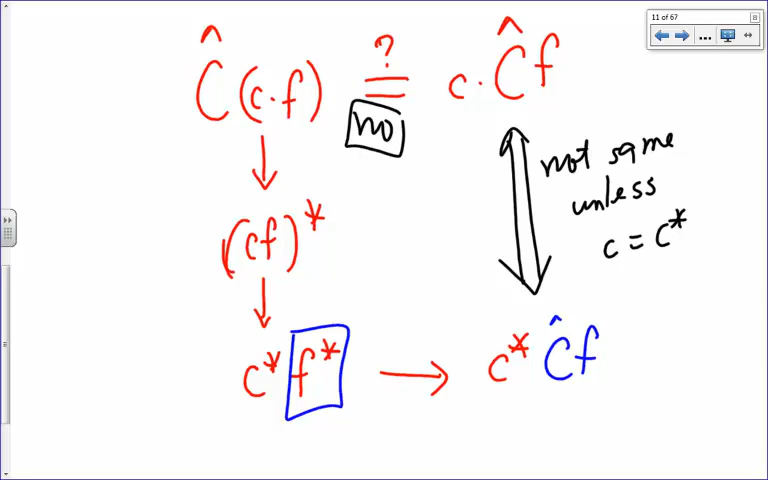 11 of 67
Ĉ(c·f) ≟ c·Ĉf
no
not same
unless
c = c*
(cf)*
c* f* → c* Ĉf